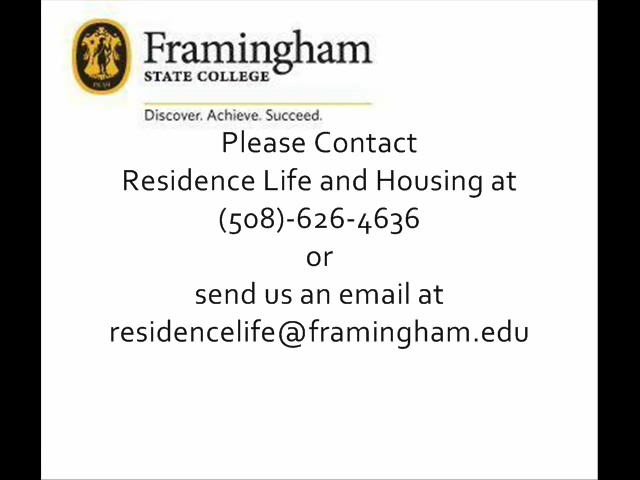 Framingham
STATE COLLEGE
Discover. Achieve. Succeed.
Please Contact
Residence Life and Housing at
(508)-626-4636
or
send us an email at
residencelife@framingham.edu